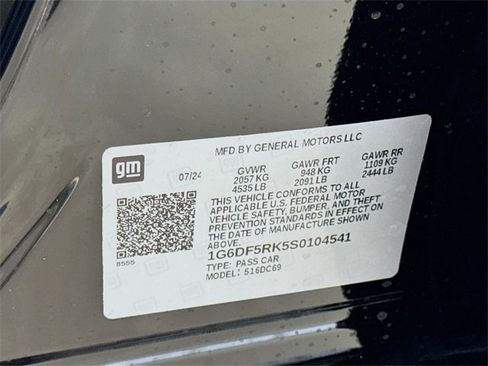 MFD BY GENERAL MOTORS LLC
gm
07/24
GVWR GAWR FRT GAWR RR
2057 KG 948 KG 1109 KG
4535 LB 2091 LB 2444 LB
THIS VEHICLE CONFORMS TO ALL
APPLICABLE U.S. FEDERAL MOTOR
VEHICLE SAFETY, BUMPER, AND THEFT
PREVENTION STANDARDS IN EFFECT ON
THE DATE OF MANUFACTURE SHOWN
ABOVE.
8555
1G6DF5RK5S0104541
TYPE: PASS CAR
MODEL: 516DC69